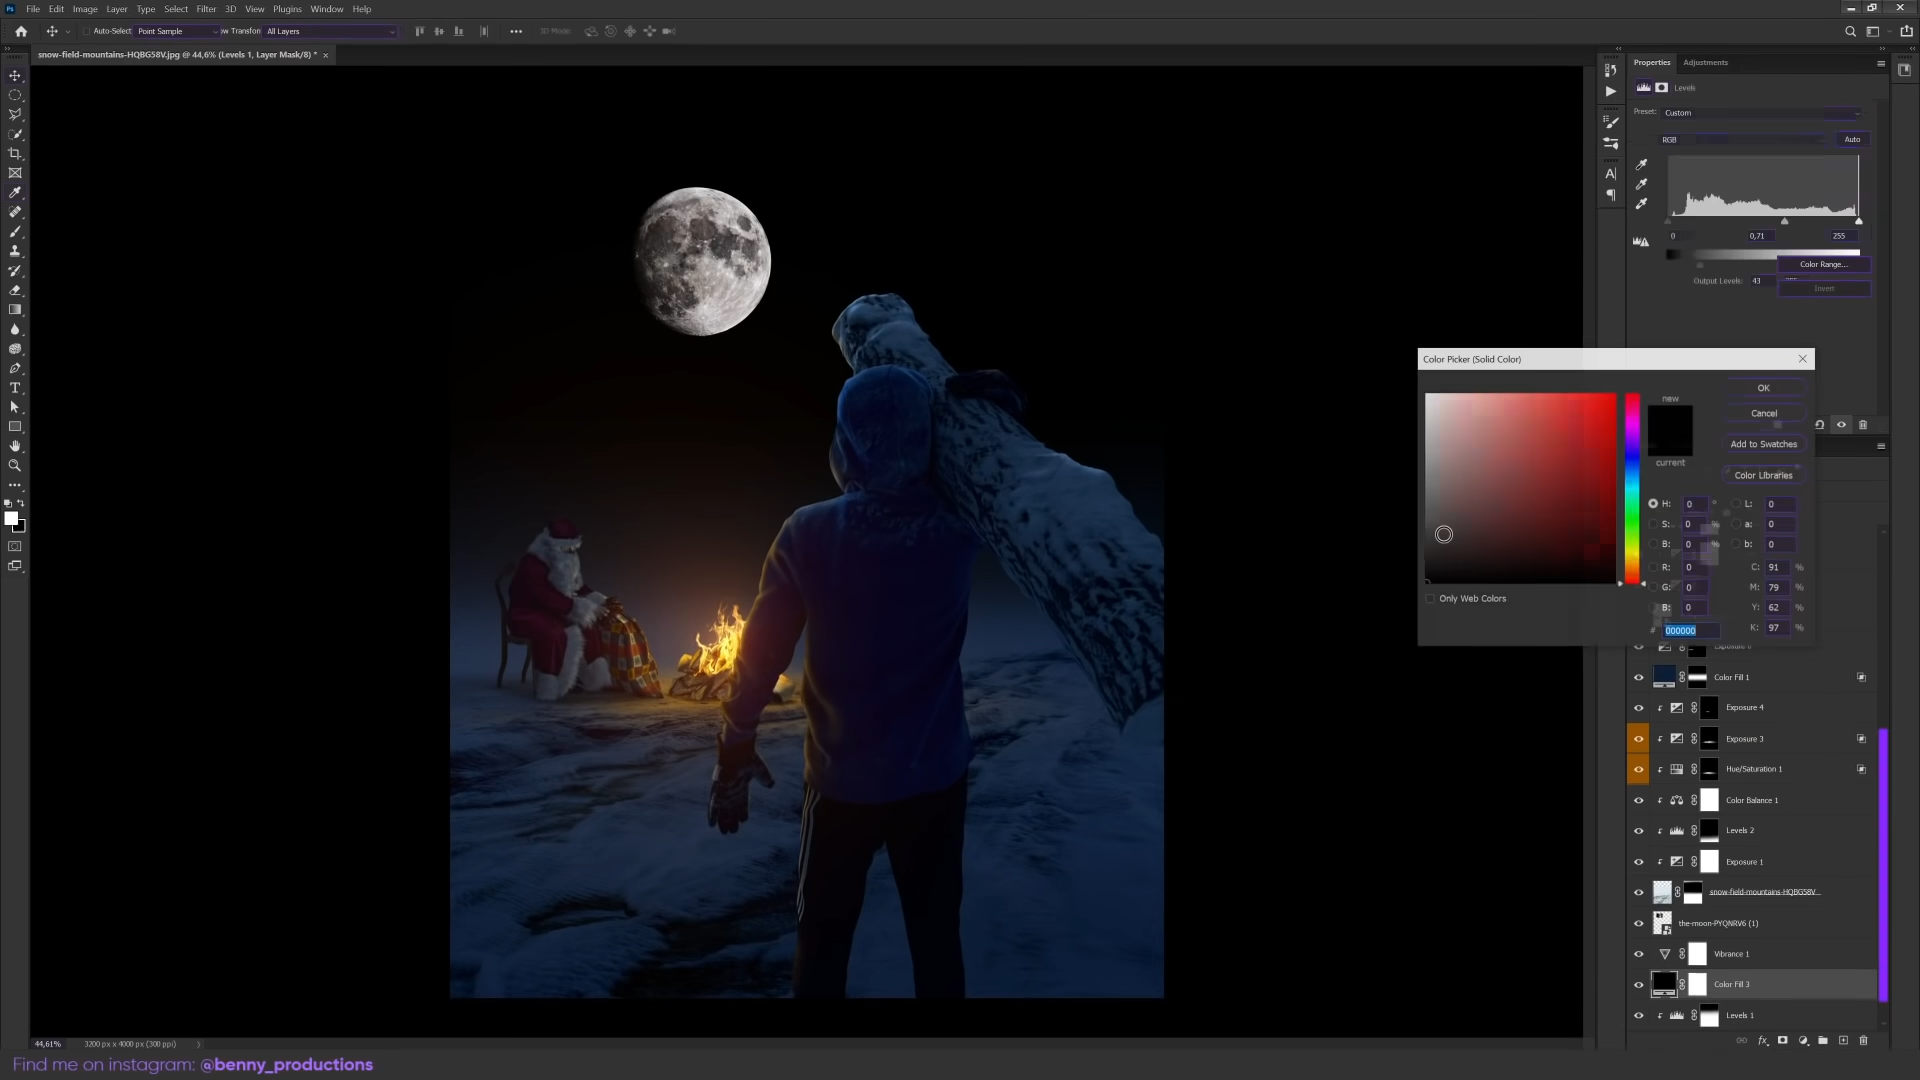 Ps File Edit Image Layer Type Select Filter 3D View Plugins Window Help
Auto-Select Point Sample w Transform All Layers 3D Mode:
snow-field-mountains-HQBG58V.jpg @ 44,6% (Levels 1, Layer Mask/8) *
Properties Adjustments
Levels
Preset: Custom
RGB Auto
0 0,71 255
Color Range...
Output Levels: 43
Invert
Color Picker (Solid Color)
new
OK
Cancel
Add to Swatches
current
Color Libraries
H: 0 ° L: 0
S: 0 % a: 0
B: 0 % b: 0
R: 0 C: 91 %
G: 0 M: 79 %
B: 0 Y: 62 %
# 000000 K: 97 %
Only Web Colors
Color Fill 1
Exposure 4
Exposure 3
Hue/Saturation 1
Color Balance 1
Levels 2
Exposure 1
snow-field-mountains-HQBG58V...
the-moon-PYQNRV6 (1)
Vibrance 1
Color Fill 3
Levels 1
44,61% 3200 px x 4000 px (300 ppi)
Find me on instagram: @benny_productions